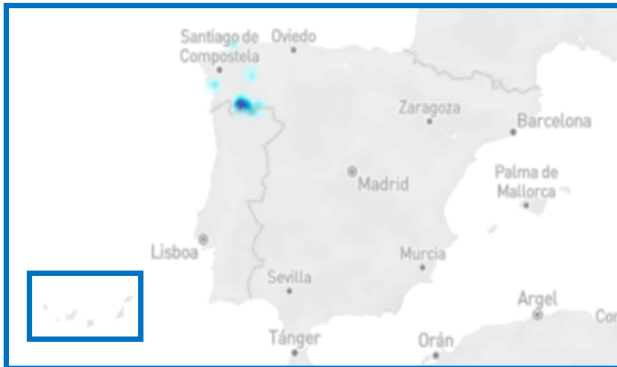 Santiago de
Compostela
Oviedo
Zaragoza
Barcelona
Madrid
Palma de
Mallorca
Lisboa
Murcia
Sevilla
Argel
Tánger
Orán